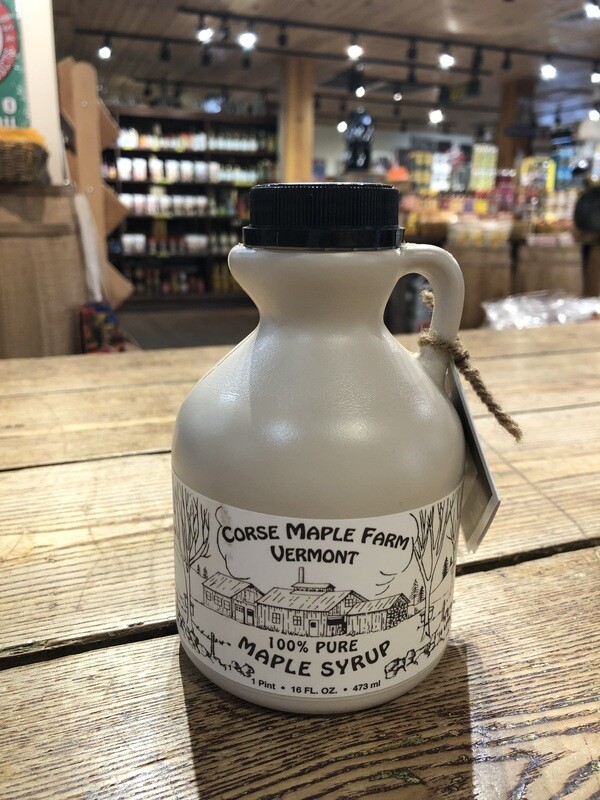 CORSE MAPLE FARM
VERMONT
100% PURE
MAPLE SYRUP
1 Pint • 16 FL. OZ. • 473 ml